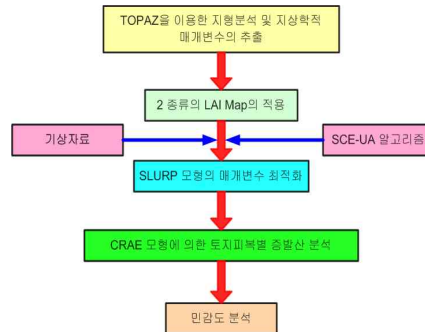 TOPAZ을 이용한 지형분석 및 지상학적
매개변수의 추출
2 종류의 LAI Map의 적용
기상자료
SCE-UA 알고리즘
SLURP 모형의 매개변수 최적화
CRAE 모형에 의한 토지피복별 증발산 분석
민감도 분석